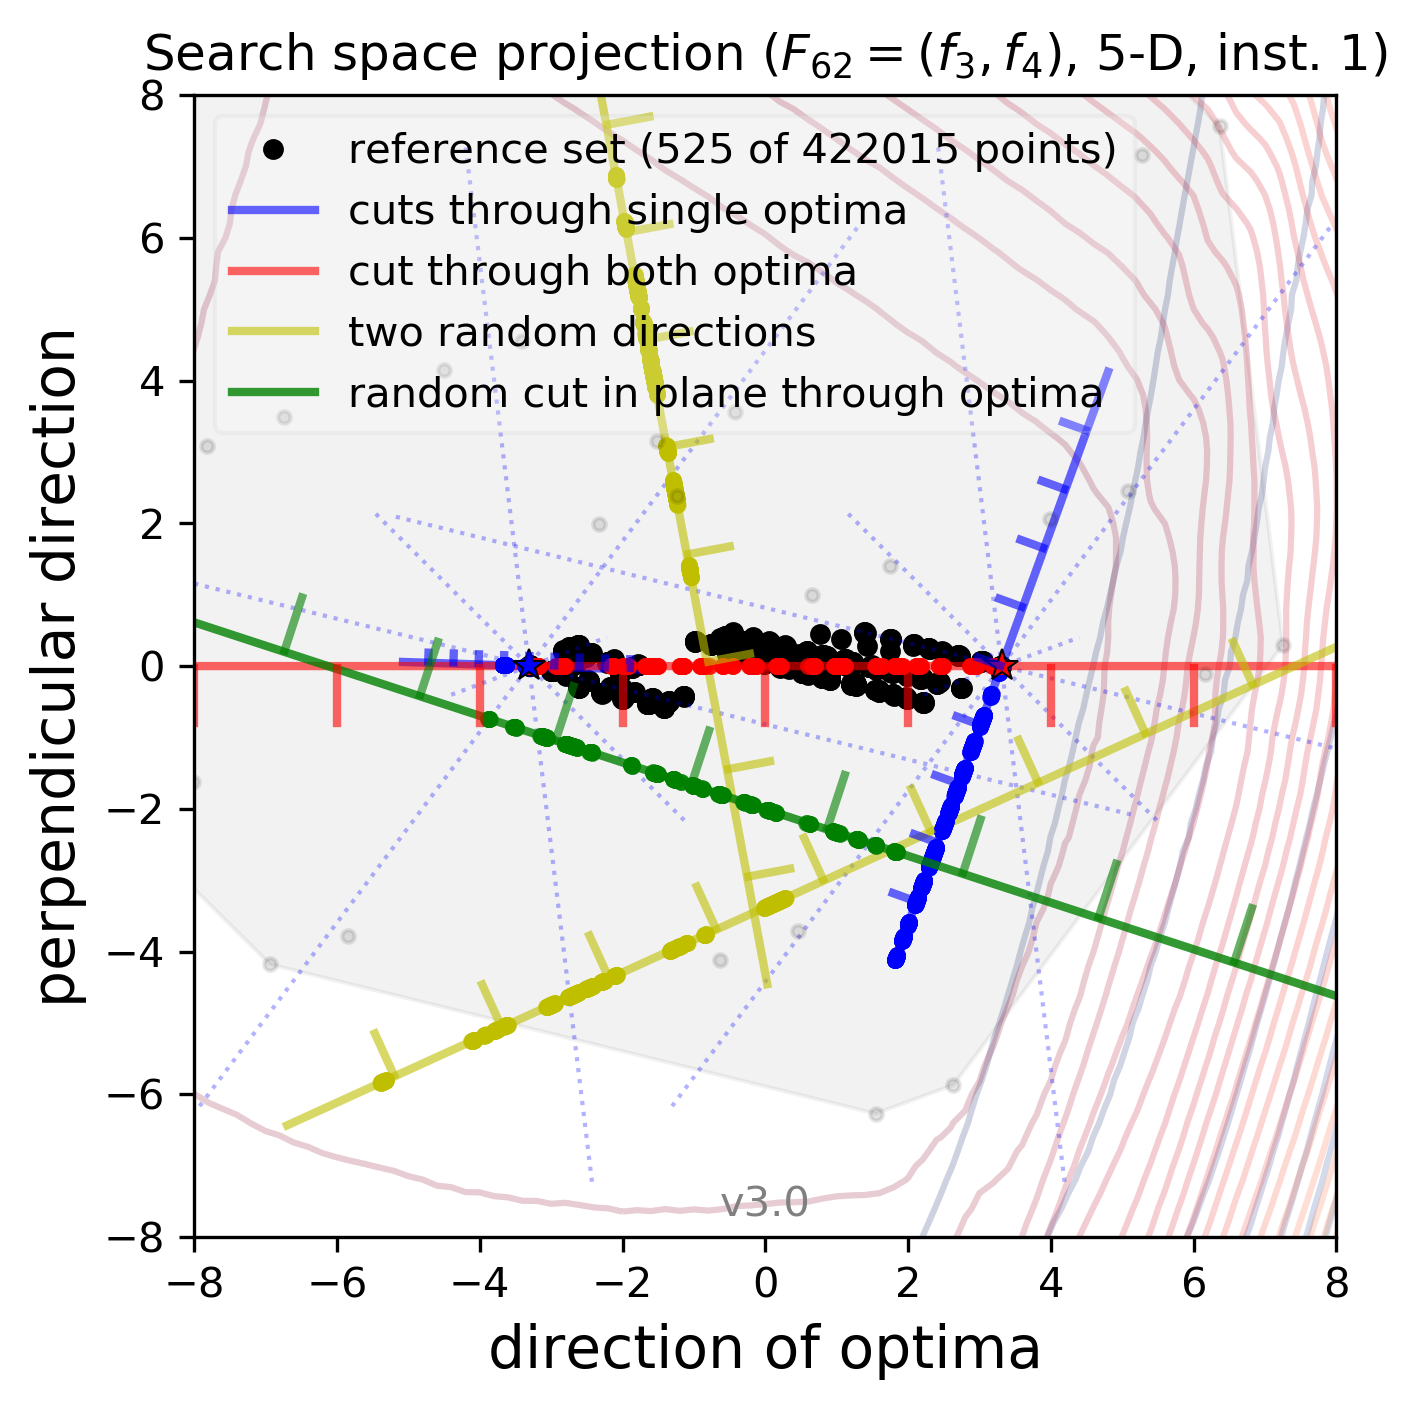 Search space projection (F₆₂ = (f₃, f₄), 5-D, inst. 1)
reference set (525 of 422015 points)
cuts through single optima
cut through both optima
two random directions
random cut in plane through optima
8
6
4
2
0
−2
−4
−6
−8
perpendicular direction
v3.0
−8 −6 −4 −2 0 2 4 6 8
direction of optima